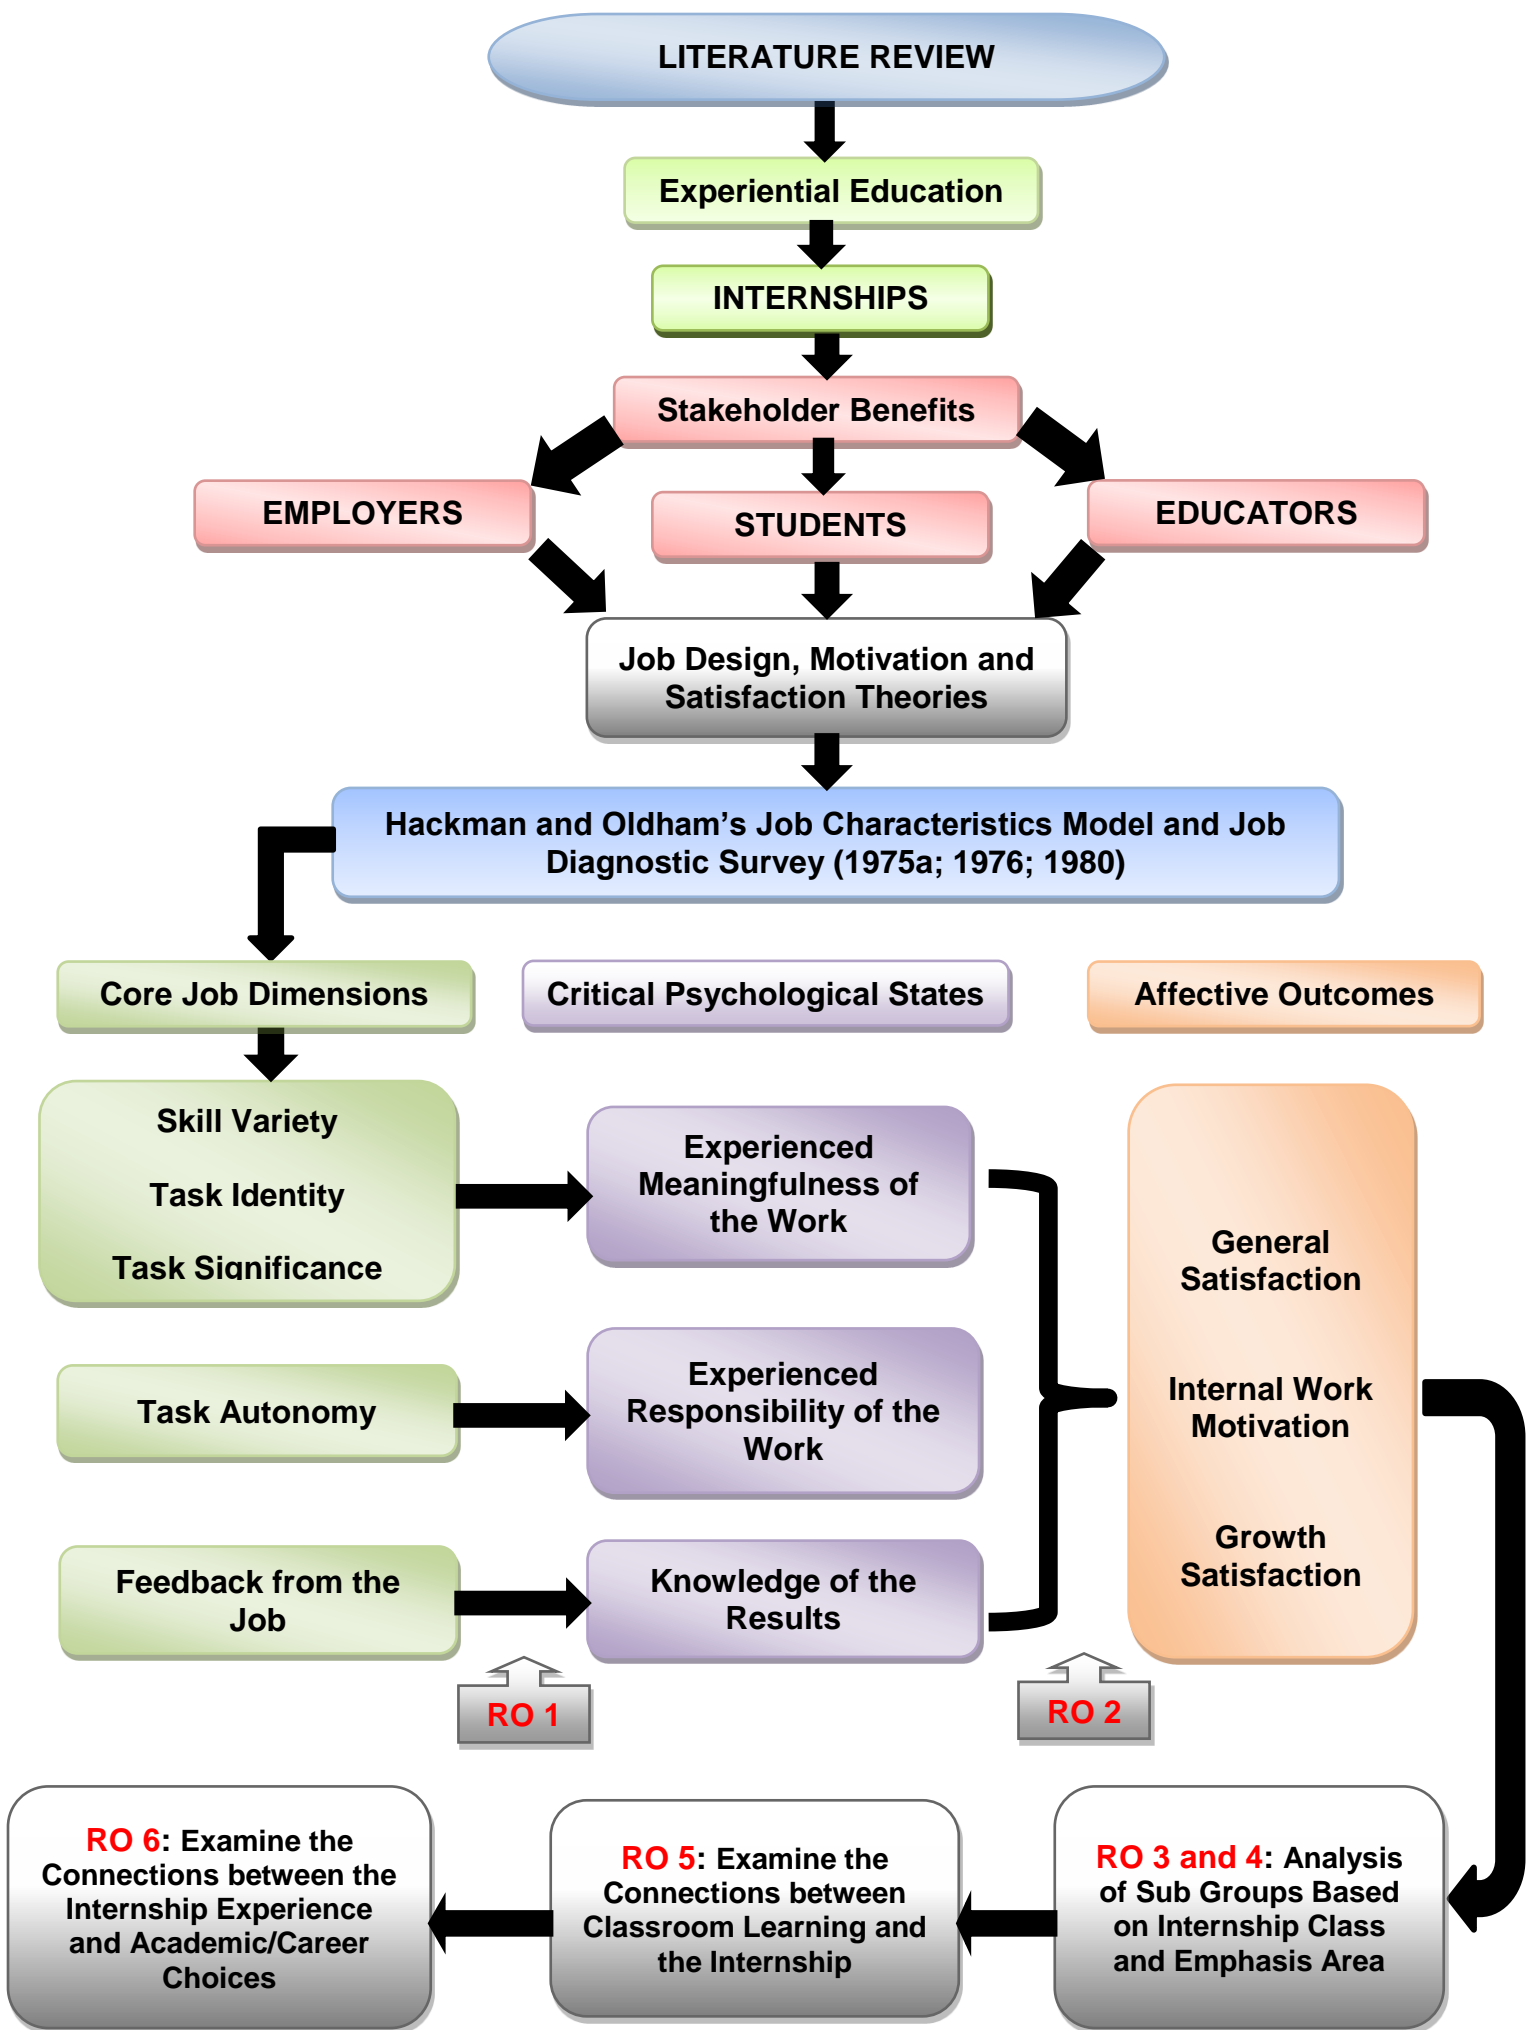 LITERATURE REVIEW
Experiential Education
INTERNSHIPS
Stakeholder Benefits
EMPLOYERS
STUDENTS
EDUCATORS
Job Design, Motivation and
Satisfaction Theories
Hackman and Oldham's Job Characteristics Model and Job
Diagnostic Survey (1975a; 1976; 1980)
Core Job Dimensions
Critical Psychological States
Affective Outcomes
Skill Variety
Task Identity
Task Significance
Experienced
Meaningfulness of
the Work
General
Satisfaction
Internal Work
Motivation
Growth
Satisfaction
Task Autonomy
Experienced
Responsibility of the
Work
Feedback from the
Job
Knowledge of the
Results
RO 1
RO 2
RO 6: Examine the
Connections between the
Internship Experience
and Academic/Career
Choices
RO 5: Examine the
Connections between
Classroom Learning and
the Internship
RO 3 and 4: Analysis
of Sub Groups Based
on Internship Class
and Emphasis Area